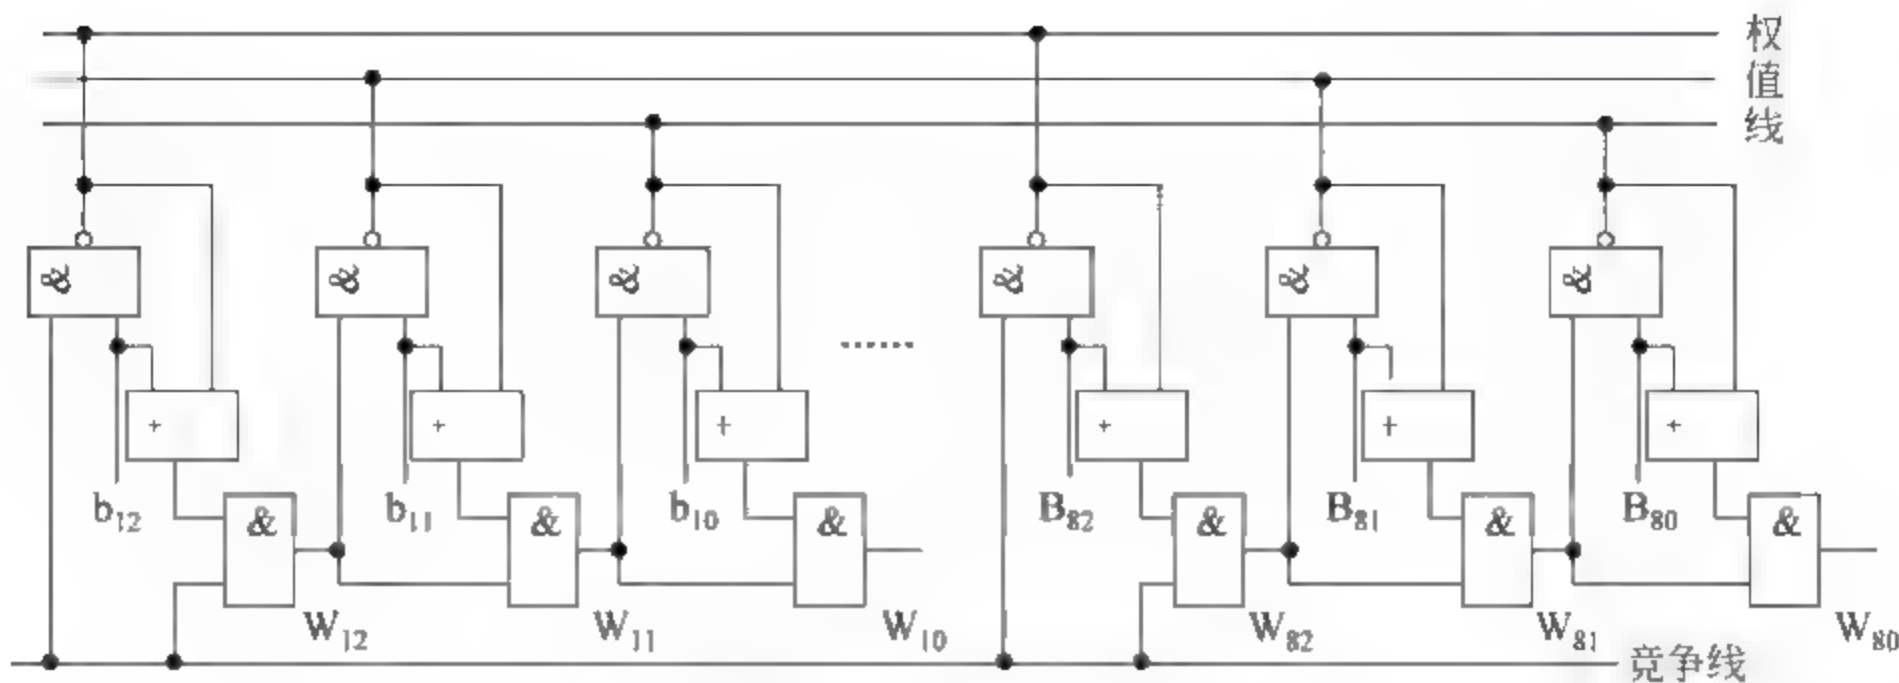 权
值
线
& & & & & &
......
+ + + + + +
b12 b11 b10 B82 B81 B80
& & & & & &
W12 W11 W10 W82 W81 W80
竞争线